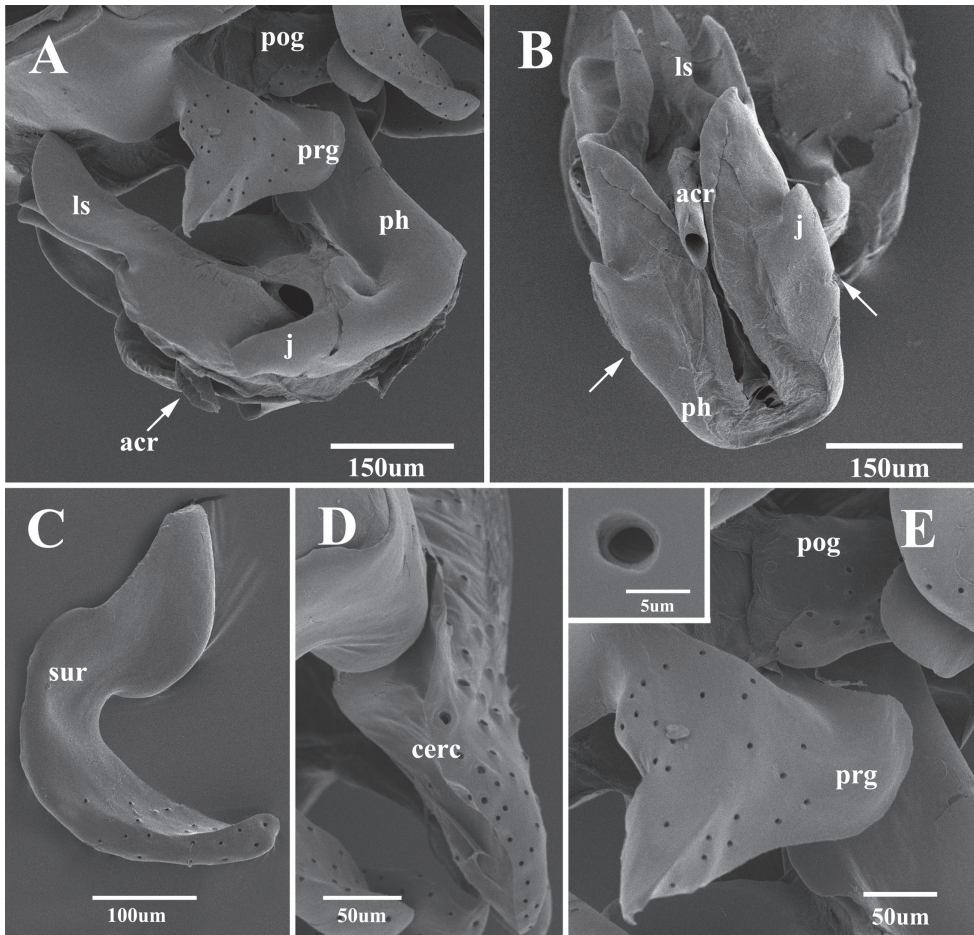 A
pog
prg
ls
ph
j
acr
150um
B
ls
acr
j
ph
150um
C
sur
100um
D
cerc
50um
5um
pog
E
prg
50um